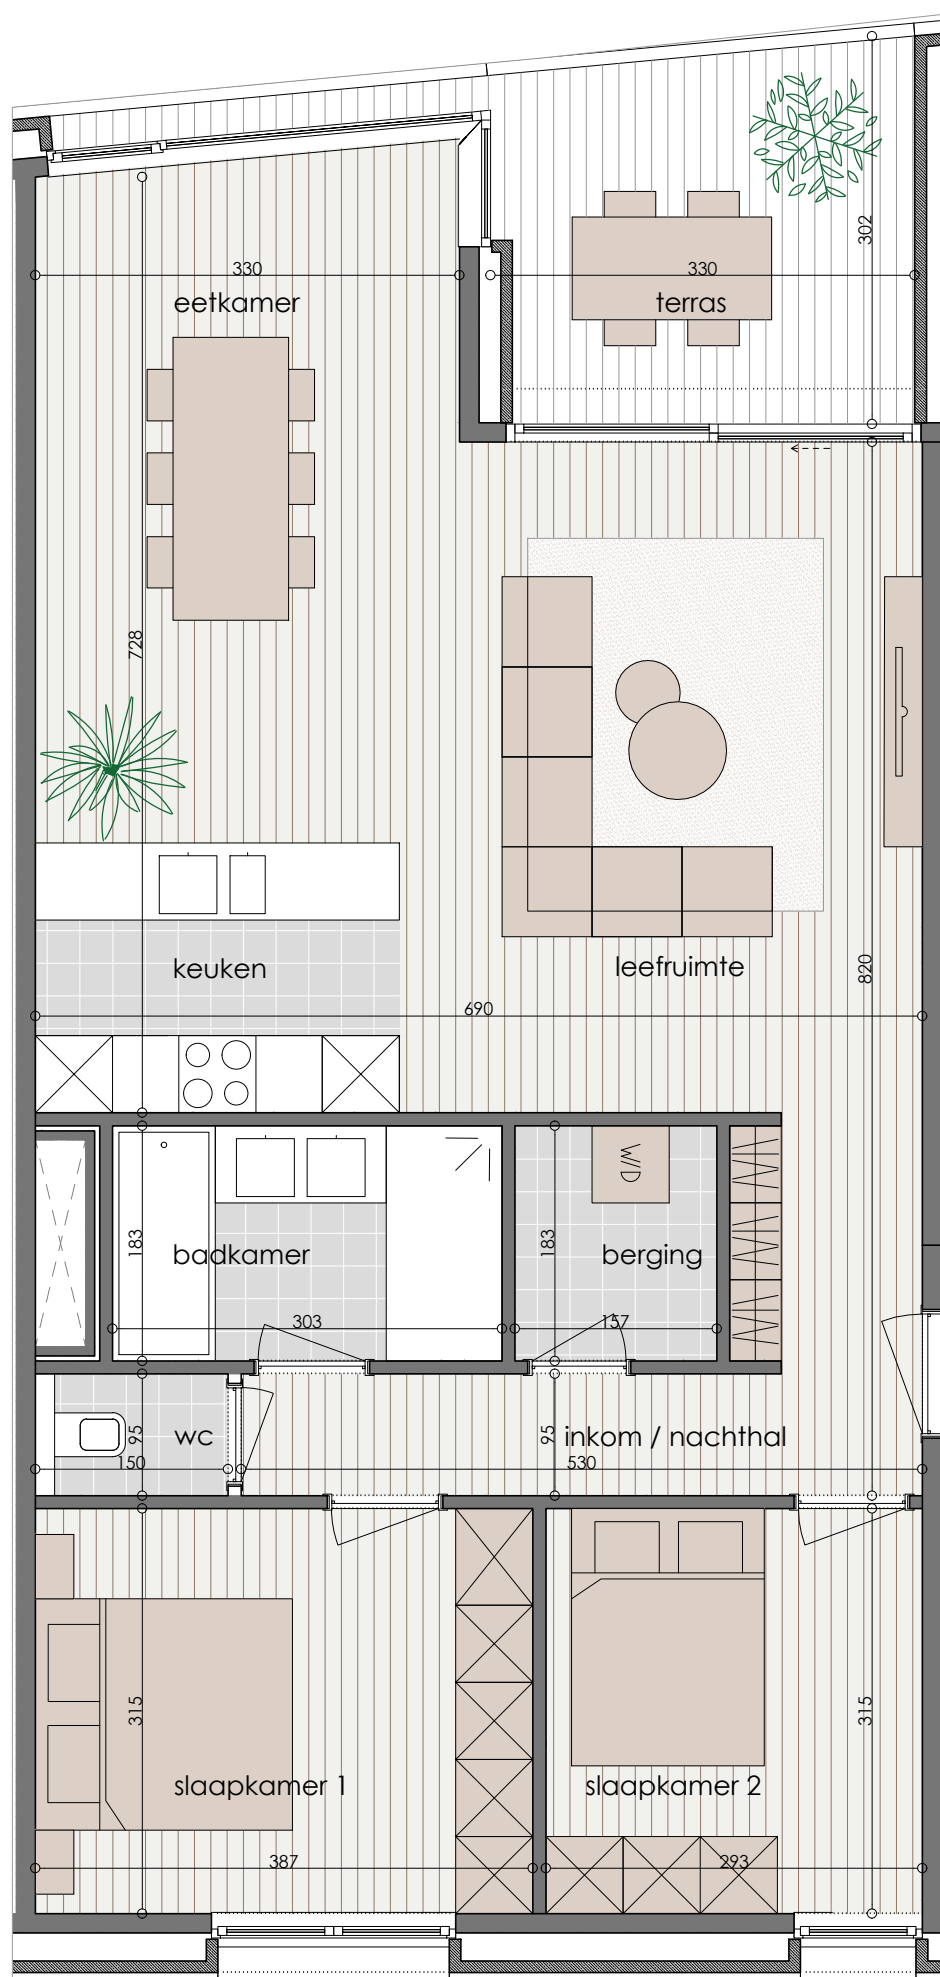 302
330
330
eetkamer
terras
728
keuken
leefruimte
820
690
W/D
183
badkamer
183
berging
303
157
wc
95
95
inkom / nachthal
150
530
315
315
slaapkamer 1
slaapkamer 2
387
293